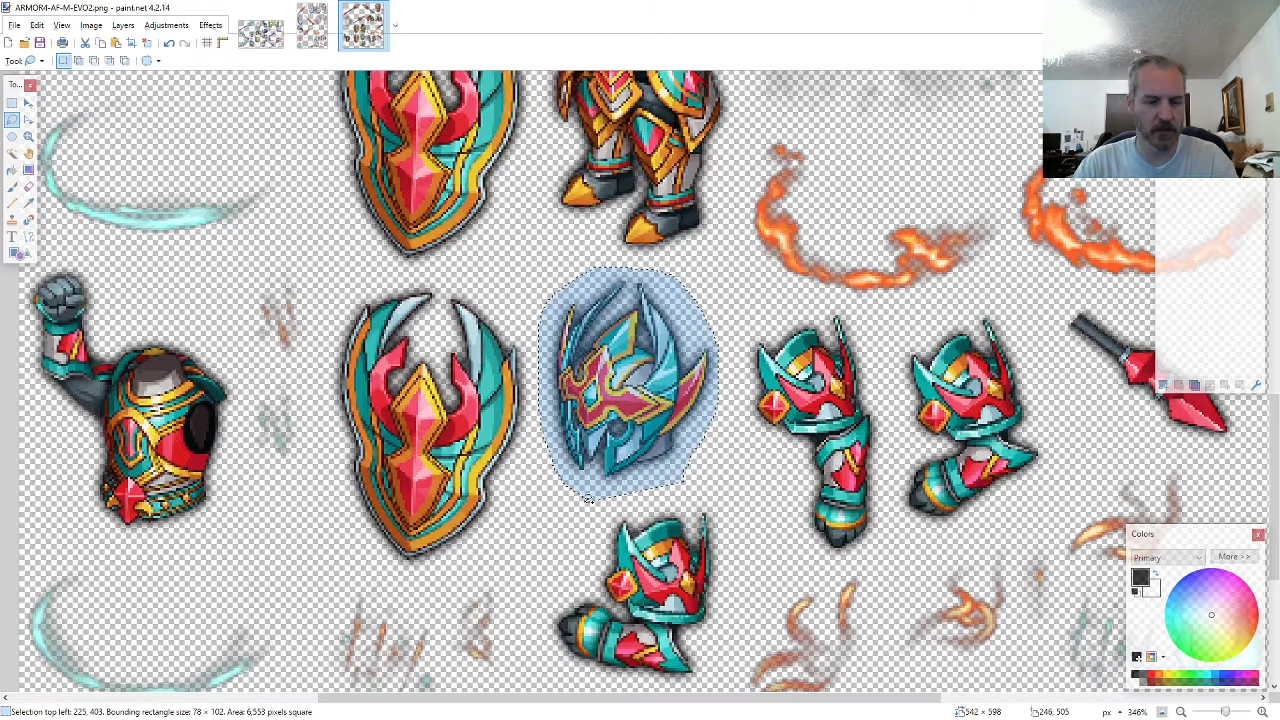 ARMOR4-AF-M-EVO2.png - paint.net 4.2.14
File Edit View Image Layers Adjustments Effects
Tool:
To...
Colors
Primary
More >>
Selection top left: 225, 403. Bounding rectangle size: 78 × 102. Area: 6,553 pixels square
542 × 598
246, 505
px
346%